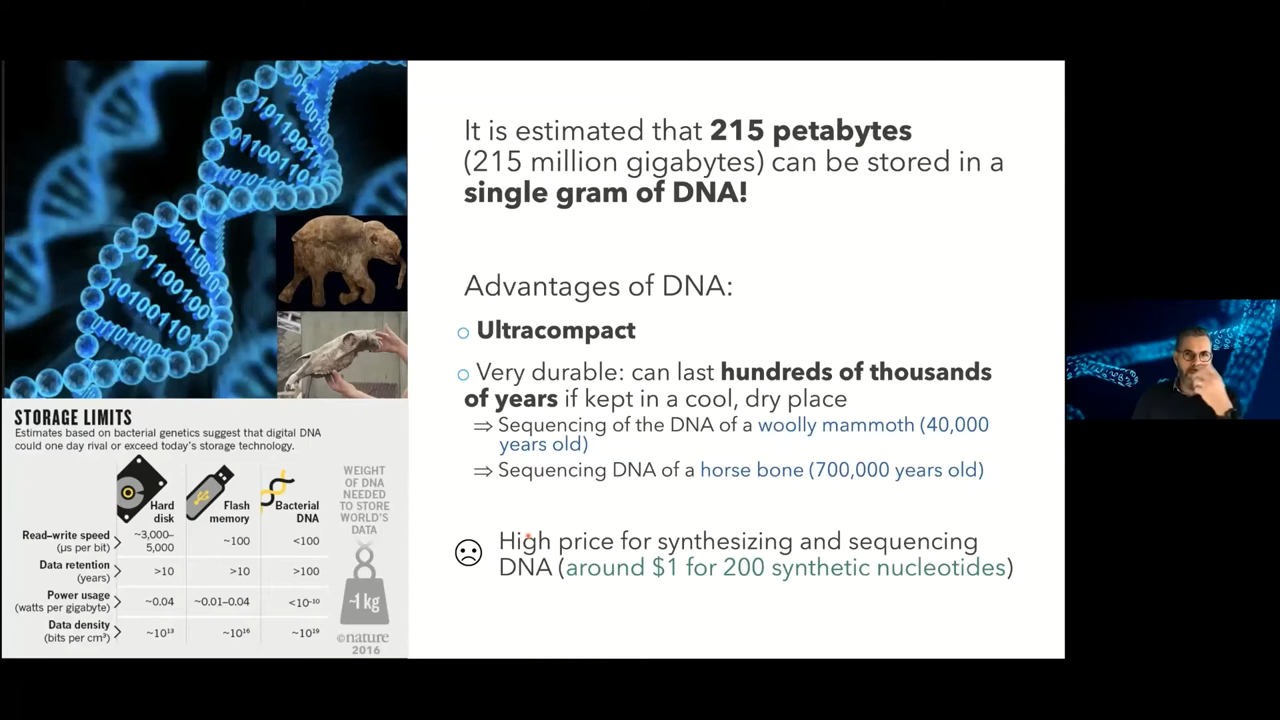 It is estimated that 215 petabytes
(215 million gigabytes) can be stored in a
single gram of DNA!
Advantages of DNA:
Ultracompact
Very durable: can last hundreds of thousands
of years if kept in a cool, dry place
⇒ Sequencing of the DNA of a woolly mammoth (40,000
years old)
⇒ Sequencing DNA of a horse bone (700,000 years old)
High price for synthesizing and sequencing
DNA (around $1 for 200 synthetic nucleotides)
STORAGE LIMITS
Estimates based on bacterial genetics suggest that digital DNA
could one day rival or exceed today's storage technology.
Hard
disk
Flash
memory
Bacterial
DNA
WEIGHT
OF DNA
NEEDED
TO STORE
WORLD'S
DATA
Read–write speed
(μs per bit)
~3,000–
5,000
~100
<100
Data retention
(years)
>10
>10
>100
Power usage
(watts per gigabyte)
~0.04
~0.01–0.04
<10⁻¹⁰
Data density
(bits per cm³)
~10¹³
~10¹⁶
~10¹⁹
~1 kg
©nature
2016